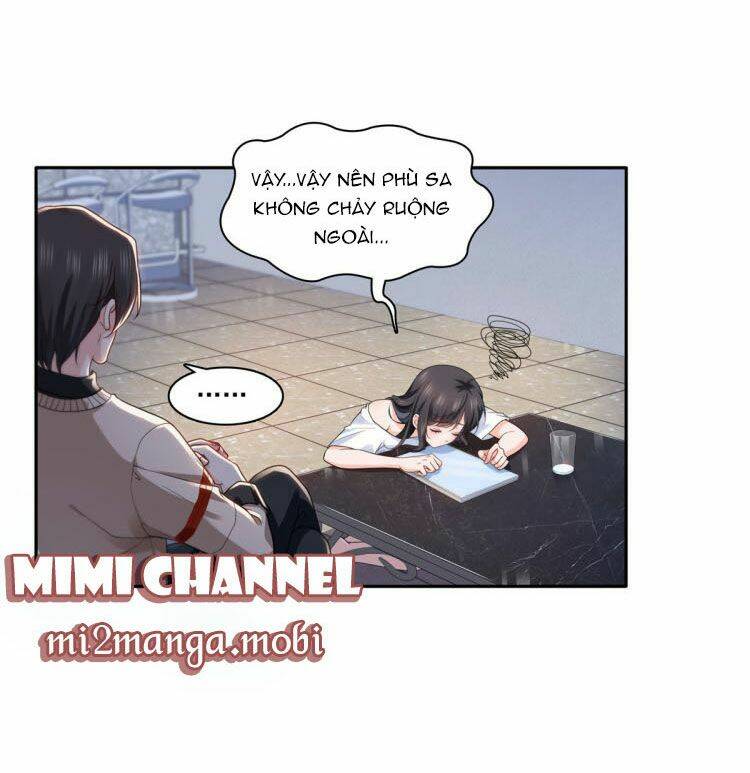 VẬY...VẬY NÊN PHÙ SA
KHÔNG CHẢY RUỘNG
NGOÀI...
......
MIMI CHANNEL
mi2manga.mobi